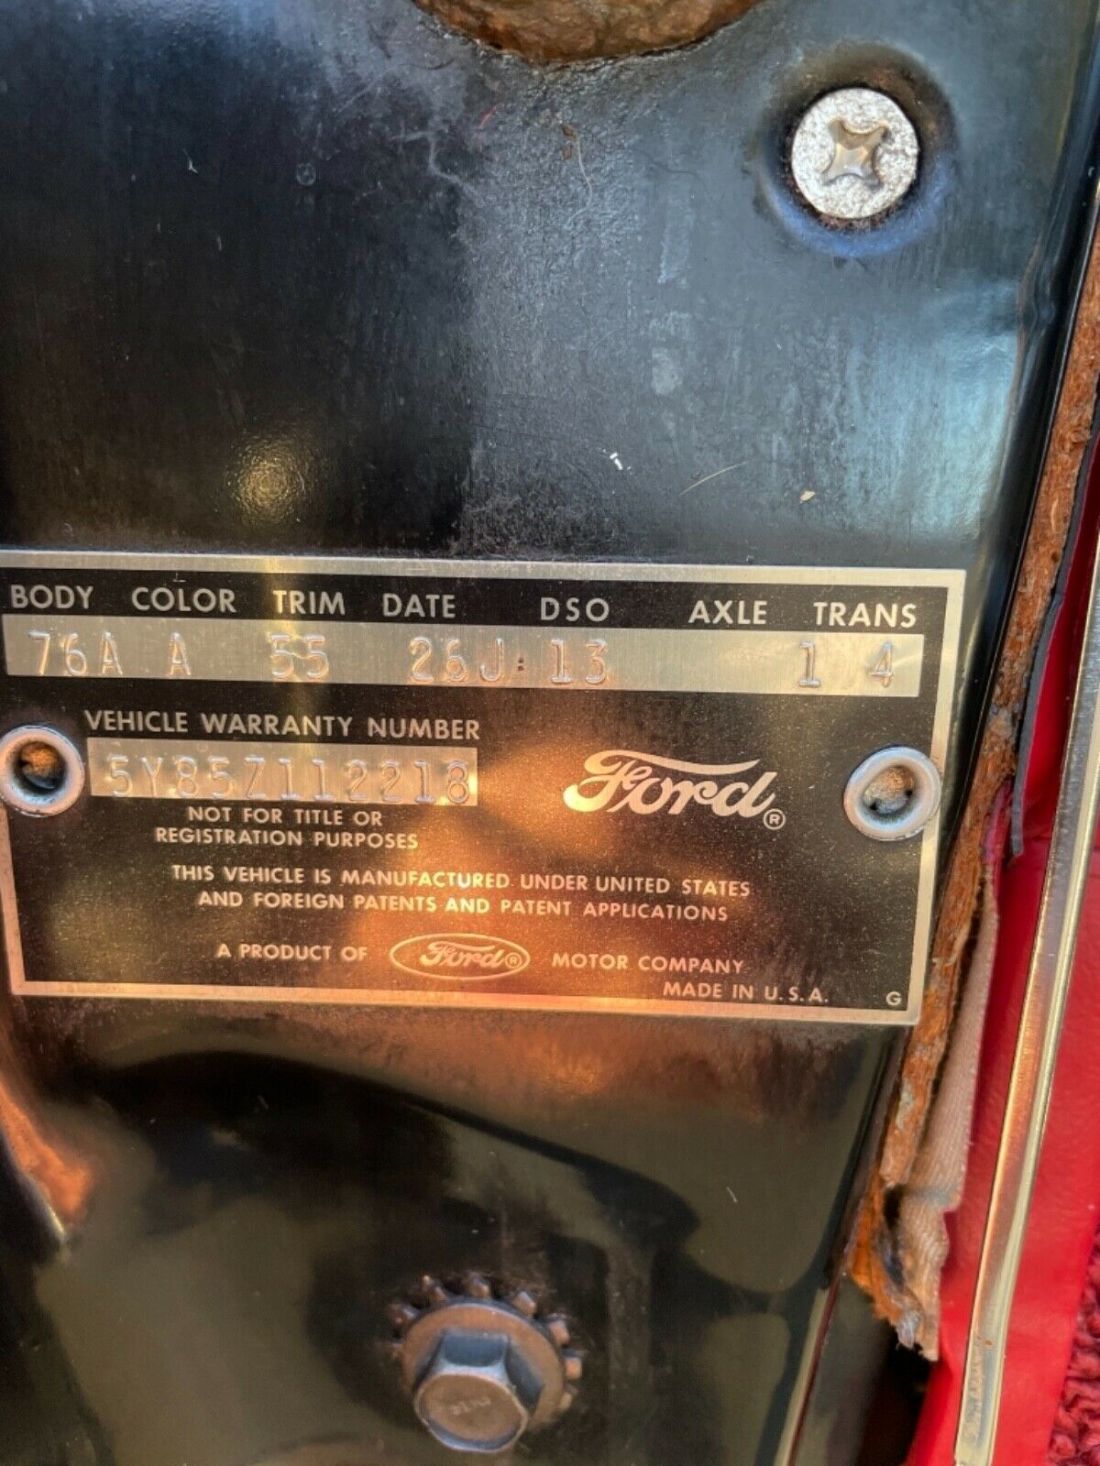 BODY COLOR TRIM DATE DSO AXLE TRANS
76A A 55 26J 13 1 4
VEHICLE WARRANTY NUMBER
5Y85Z112218
NOT FOR TITLE OR
REGISTRATION PURPOSES
Ford®
THIS VEHICLE IS MANUFACTURED UNDER UNITED STATES
AND FOREIGN PATENTS AND PATENT APPLICATIONS
A PRODUCT OF Ford® MOTOR COMPANY
MADE IN U.S.A. G